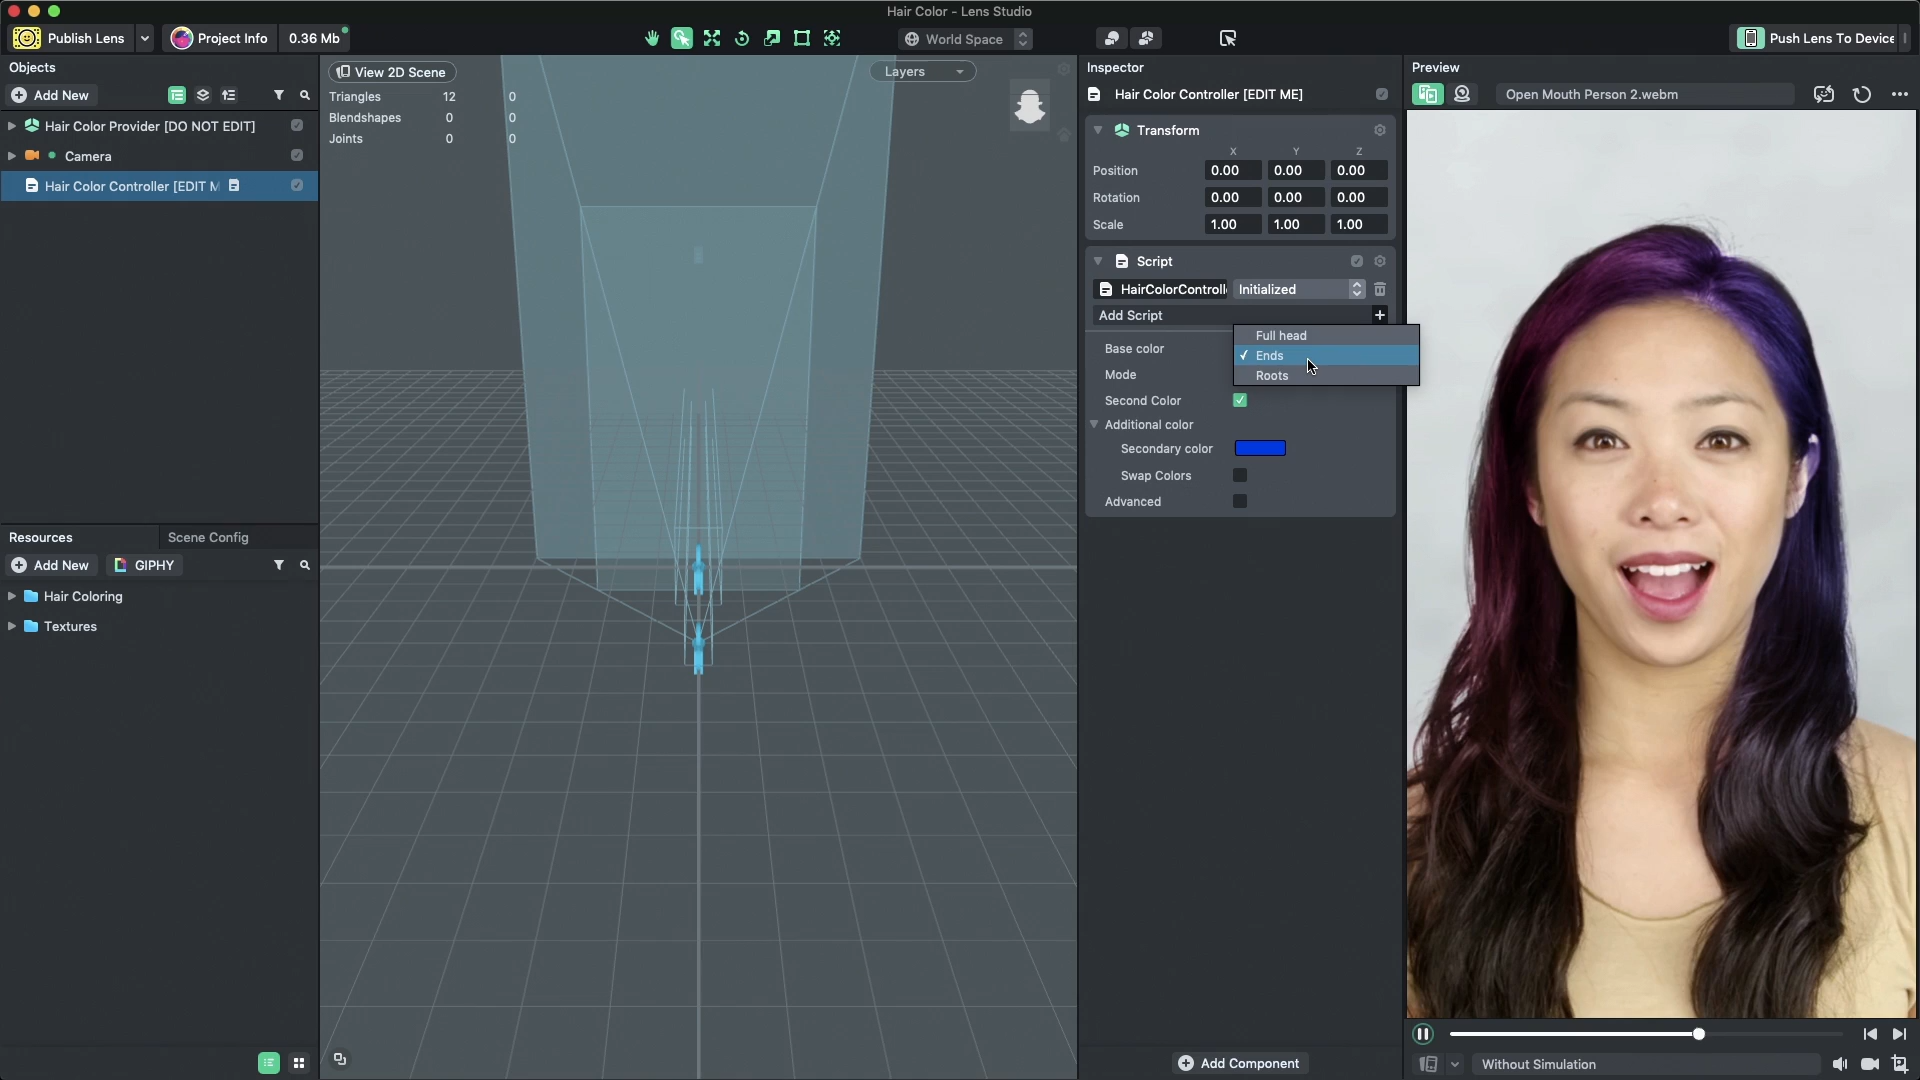 Hair Color - Lens Studio
Publish Lens
Project Info
0.36 Mb
World Space
Push Lens To Device
Objects
Add New
Hair Color Provider [DO NOT EDIT]
Camera
Hair Color Controller [EDIT M
Resources
Scene Config
Add New
GIPHY
Hair Coloring
Textures
View 2D Scene
Layers
Triangles 12 0
Blendshapes 0 0
Joints 0 0
Inspector
Hair Color Controller [EDIT ME]
Transform
X Y Z
Position 0.00 0.00 0.00
Rotation 0.00 0.00 0.00
Scale 1.00 1.00 1.00
Script
HairColorControll Initialized
Add Script
Full head
Base color
Ends
Mode
Roots
Second Color
Additional color
Secondary color
Swap Colors
Advanced
Add Component
Preview
Open Mouth Person 2.webm
Without Simulation